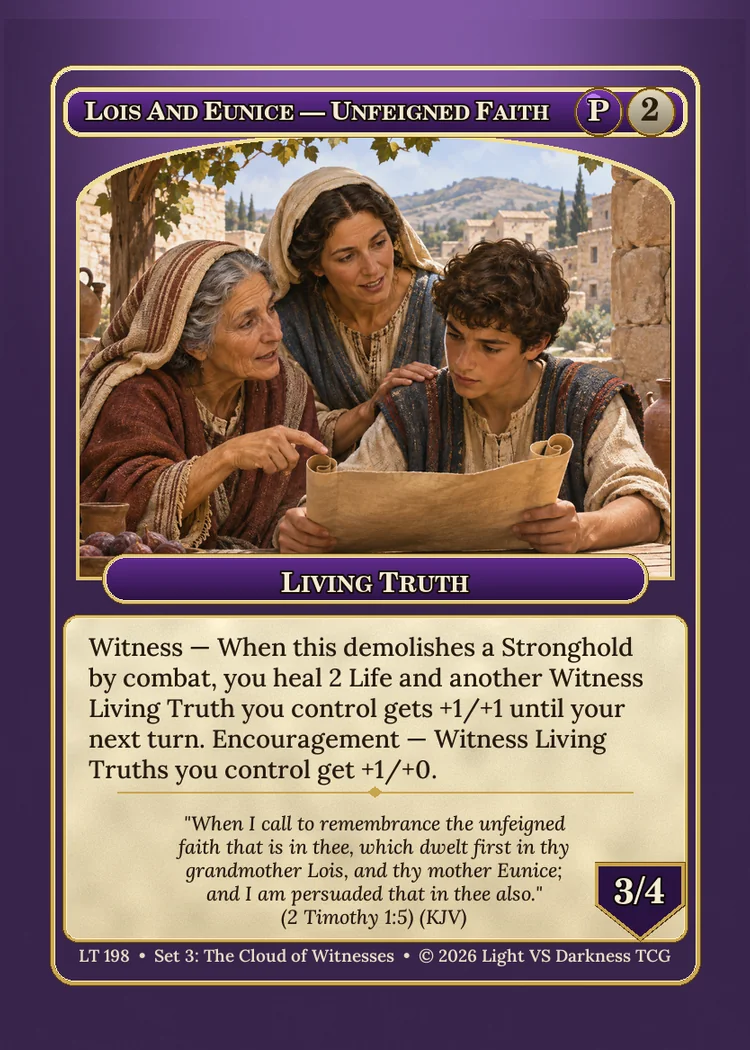 Lois And Eunice — Unfeigned Faith P 2
Living Truth
Witness — When this demolishes a Stronghold
by combat, you heal 2 Life and another Witness
Living Truth you control gets +1/+1 until your
next turn. Encouragement — Witness Living
Truths you control get +1/+0.
"When I call to remembrance the unfeigned
faith that is in thee, which dwelt first in thy
grandmother Lois, and thy mother Eunice;
and I am persuaded that in thee also."
(2 Timothy 1:5) (KJV)
3/4
LT 198 • Set 3: The Cloud of Witnesses • © 2026 Light VS Darkness TCG